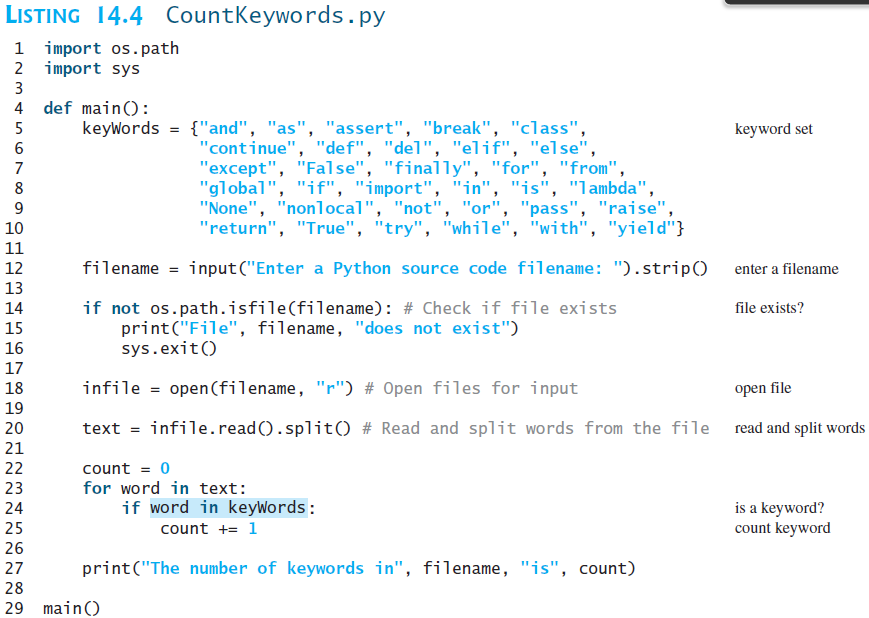 LISTING 14.4 CountKeywords.py
1 import os.path
2 import sys
3
4 def main():
5     keyWords = {"and", "as", "assert", "break", "class", keyword set
6                 "continue", "def", "del", "elif", "else",
7                 "except", "False", "finally", "for", "from",
8                 "global", "if", "import", "in", "is", "lambda",
9                 "None", "nonlocal", "not", "or", "pass", "raise",
10                 "return", "True", "try", "while", "with", "yield"}
11
12     filename = input("Enter a Python source code filename: ").strip() enter a filename
13
14     if not os.path.isfile(filename): # Check if file exists file exists?
15         print("File", filename, "does not exist")
16         sys.exit()
17
18     infile = open(filename, "r") # Open files for input open file
19
20     text = infile.read().split() # Read and split words from the file read and split words
21
22     count = 0
23     for word in text:
24         if word in keyWords: is a keyword?
25             count += 1 count keyword
26
27     print("The number of keywords in", filename, "is", count)
28
29 main()